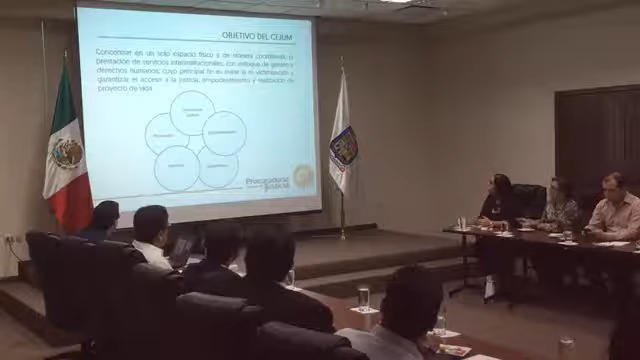 OBJETIVO DEL CEJUM
Concentrar en un solo espacio físico y de manera coordinada, la
prestación de servicios interinstitucionales, con enfoque de género y
derechos humanos; cuyo principal fin es evitar la re victimización y
garantizar el acceso a la justicia, empoderamiento y realización de
proyecto de vida.
Procuraduría
Justicia